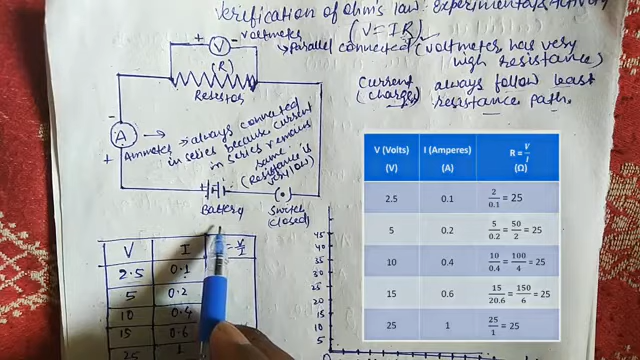 Verification of ohm's law: Experimental Activity
(V=IR)
+ V - Voltmeter
→ Parallel connected (voltmeter has very high resistance)
(R)
Resistor
Current always follow least
(charge) resistance path.
-
A
+
Ammeter → always connected
in series because current
in series remains
same.
(Resistance is
very low)
Battery
Switch
(closed)
V (Volts) I (Amperes) R = V/I
(V) (A) (Ω)
2.5 0.1 2/0.1 = 25
5 0.2 5/0.2 = 50/2 = 25
10 0.4 10/0.4 = 100/4 = 25
15 0.6 15/20.6 = 150/6 = 25
25 1 25/1 = 25
V I = V/I
2.5 0.1
5 0.2
10 0.4
15 0.6
25 1
45
40
35
30
25
20
15
10
5